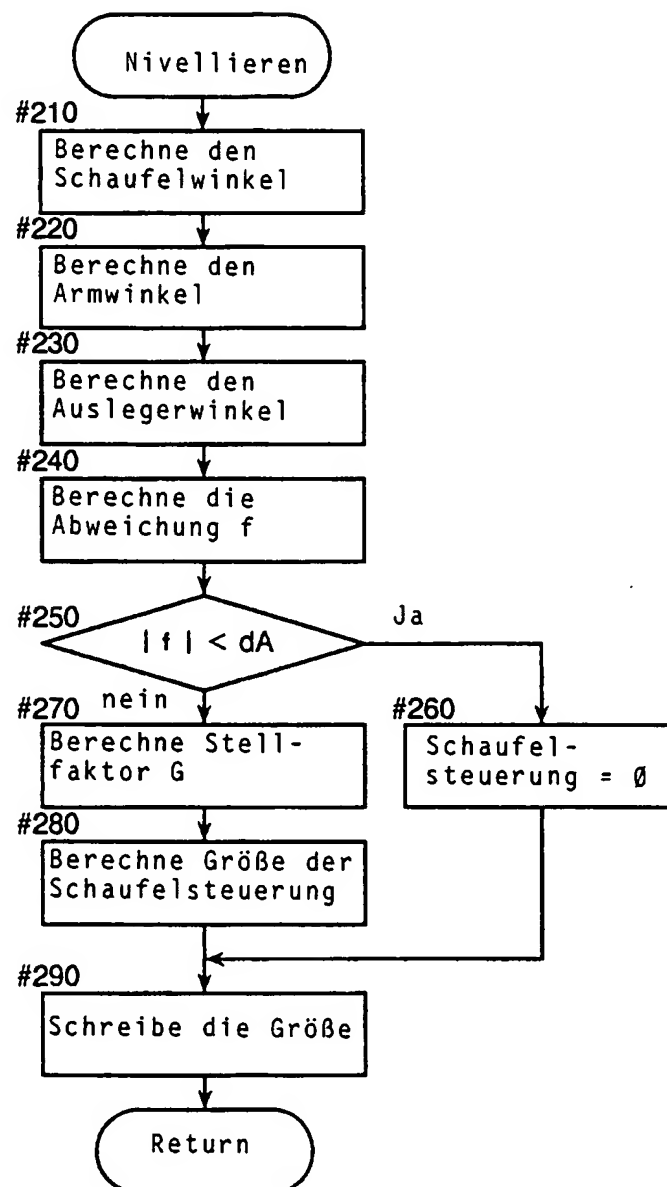 Nivellieren
#210
Berechne den
Schaufelwinkel
#220
Berechne den
Armwinkel
#230
Berechne den
Auslegerwinkel
#240
Berechne die
Abweichung f
#250
| f | < dA
Ja
nein
#270
Berechne Stell-
faktor G
#260
Schaufel-
steuerung = Ø
#280
Berechne Größe der
Schaufelsteuerung
#290
Schreibe die Größe
Return